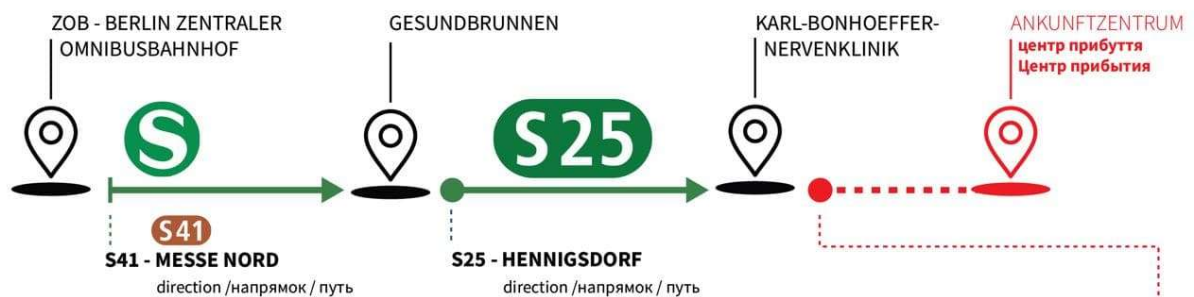 ZOB - BERLIN ZENTRALER
OMNIBUSBAHNHOF
GESUNDBRUNNEN
KARL-BONHOEFFER-
NERVENKLINIK
ANKUNFTZENTRUM
центр прибуття
Центр прибытия
S
S 25
S41
S41 - MESSE NORD
direction /напрямок / путь
S25 - HENNIGSDORF
direction /напрямок / путь